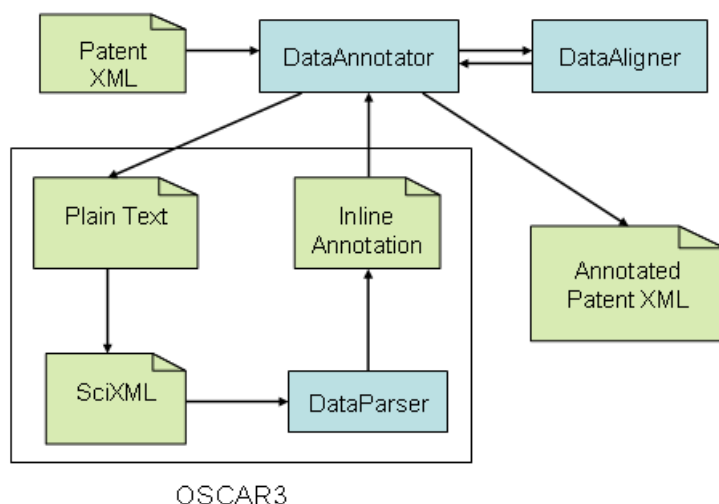 Patent
XML
DataAnnotator
DataAligner
Plain Text
Inline
Annotation
Annotated
Patent XML
SciXML
DataParser
OSCAR3